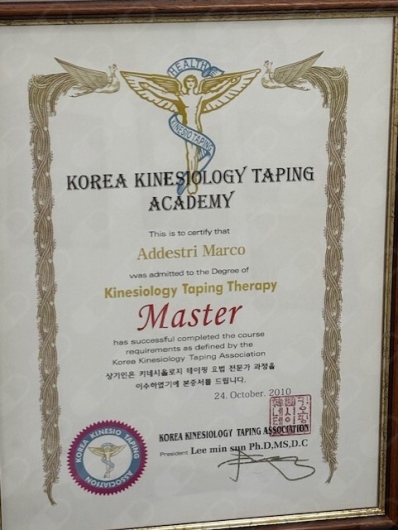 HEALTH
KINESIO TAPING
KOREA KINESIOLOGY TAPING
ACADEMY
This is to certify that
Addestri Marco
was admitted to the Degree of
Kinesiology Taping Therapy
Master
has successful completed the course
requirements as defined by the
Korea Kinesiology Taping Association
상기인은 키네시올로지 테이핑 요법 전문가 과정을
이수하였기에 본증서를 드립니다.
24. October. 2010
KOREA KINESIOLOGY TAPING ASSOCIATION
President Lee min sun Ph.D,MS,D.C
KOREA KINESIO TAPING
ASSOCIATION